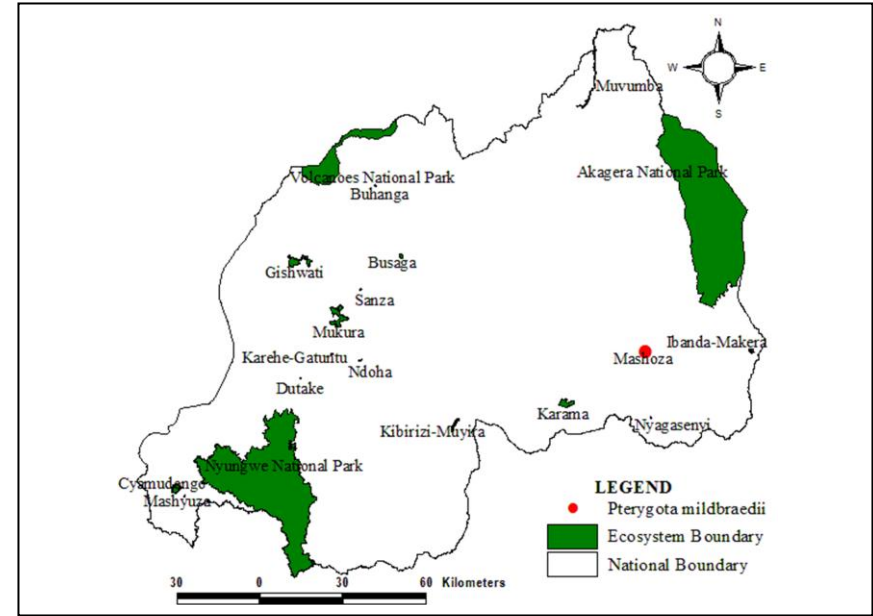 N
W E
S
Muvumba
Volcanoes National Park
Akagera National Park
Buhanga
Gishwati
Busaga
Sanza
Mukura
Karehe-Gaturitu
Ndoha
Dutake
Ibanda-Makera
Mashoza
Karama
Nyagasenyi
Kibirizi-Muyira
Nyungwe National Park
Cyamudongo
Mashyuza
LEGEND
Pterygota mildbraedii
Ecosystem Boundary
National Boundary
30 0 30 60 Kilometers